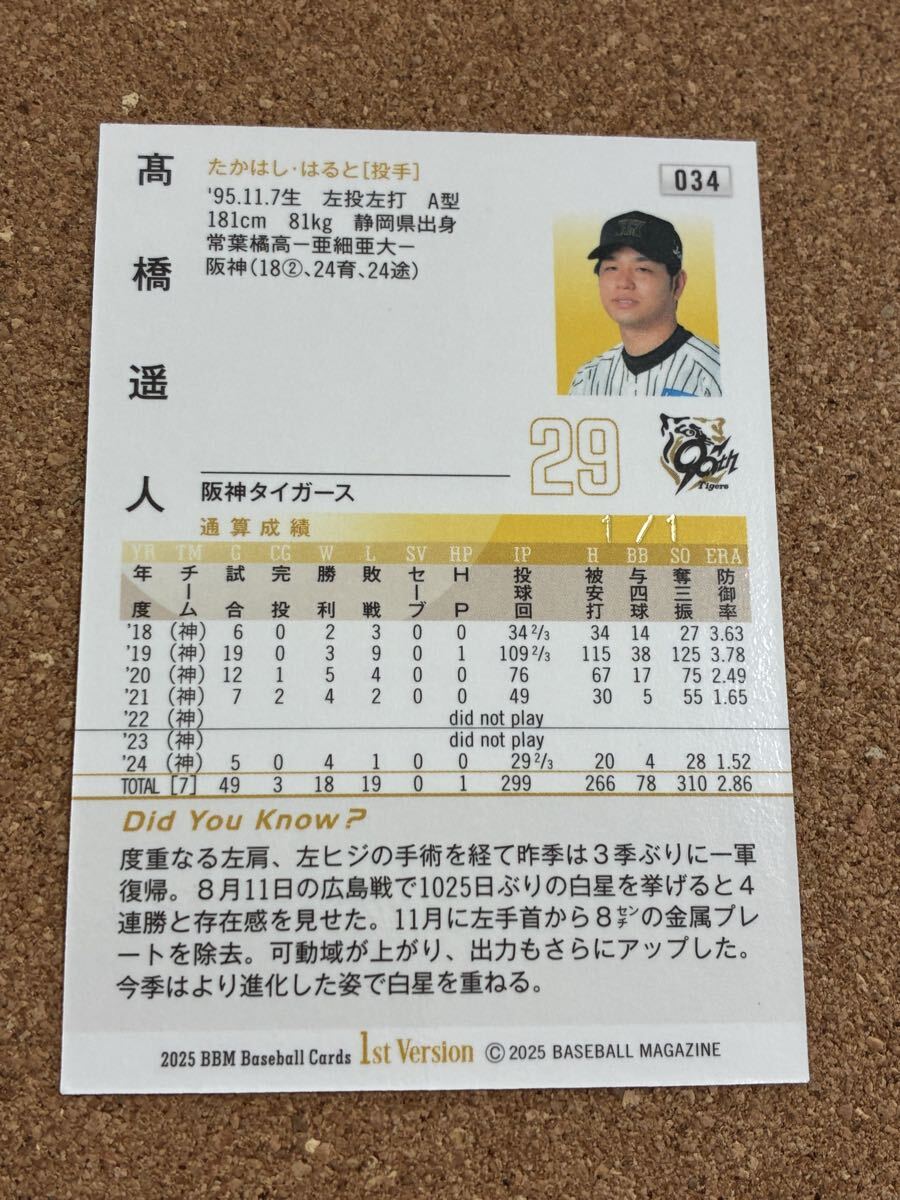 髙橋遥人
たかはし・はると[投手]
'95.11.7生 左投左打 A型
181cm 81kg 静岡県出身
常葉橘高ー亜細亜大ー
阪神(18②、24育、24途)
034
29
90th
Tigers
阪神タイガース
通算成績
1/1
YR TM G CG W L SV HP IP H BB SO ERA
年度 チーム 試合 完投 勝利 敗戦 セーブ HP 投球回 被安打 与四球 奪三振 防御率
'18 (神) 6 0 2 3 0 0 34 2/3 34 14 27 3.63
'19 (神) 19 0 3 9 0 1 109 2/3 115 38 125 3.78
'20 (神) 12 1 5 4 0 0 76 67 17 75 2.49
'21 (神) 7 2 4 2 0 0 49 30 5 55 1.65
'22 (神) did not play
'23 (神) did not play
'24 (神) 5 0 4 1 0 0 29 2/3 20 4 28 1.52
TOTAL [7] 49 3 18 19 0 1 299 266 78 310 2.86
Did You Know?
度重なる左肩、左ヒジの手術を経て昨季は3季ぶりに一軍
復帰。8月11日の広島戦で1025日ぶりの白星を挙げると4
連勝と存在感を見せた。11月に左手首から8センチの金属プレ
ートを除去。可動域が上がり、出力もさらにアップした。
今季はより進化した姿で白星を重ねる。
2025 BBM Baseball Cards 1st Version © 2025 BASEBALL MAGAZINE